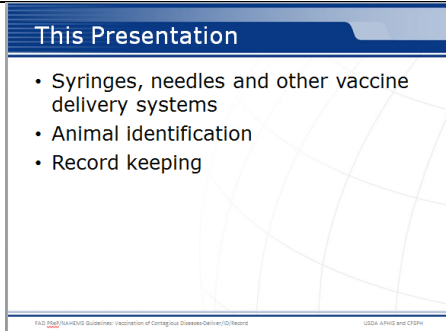 This Presentation
• Syringes, needles and other vaccine
delivery systems
• Animal identification
• Record keeping
FAD PReP/NAHEMS Guidelines: Vaccination of Contagious Diseases-Deliver/ID/Record
USDA APHIS and CFSPH